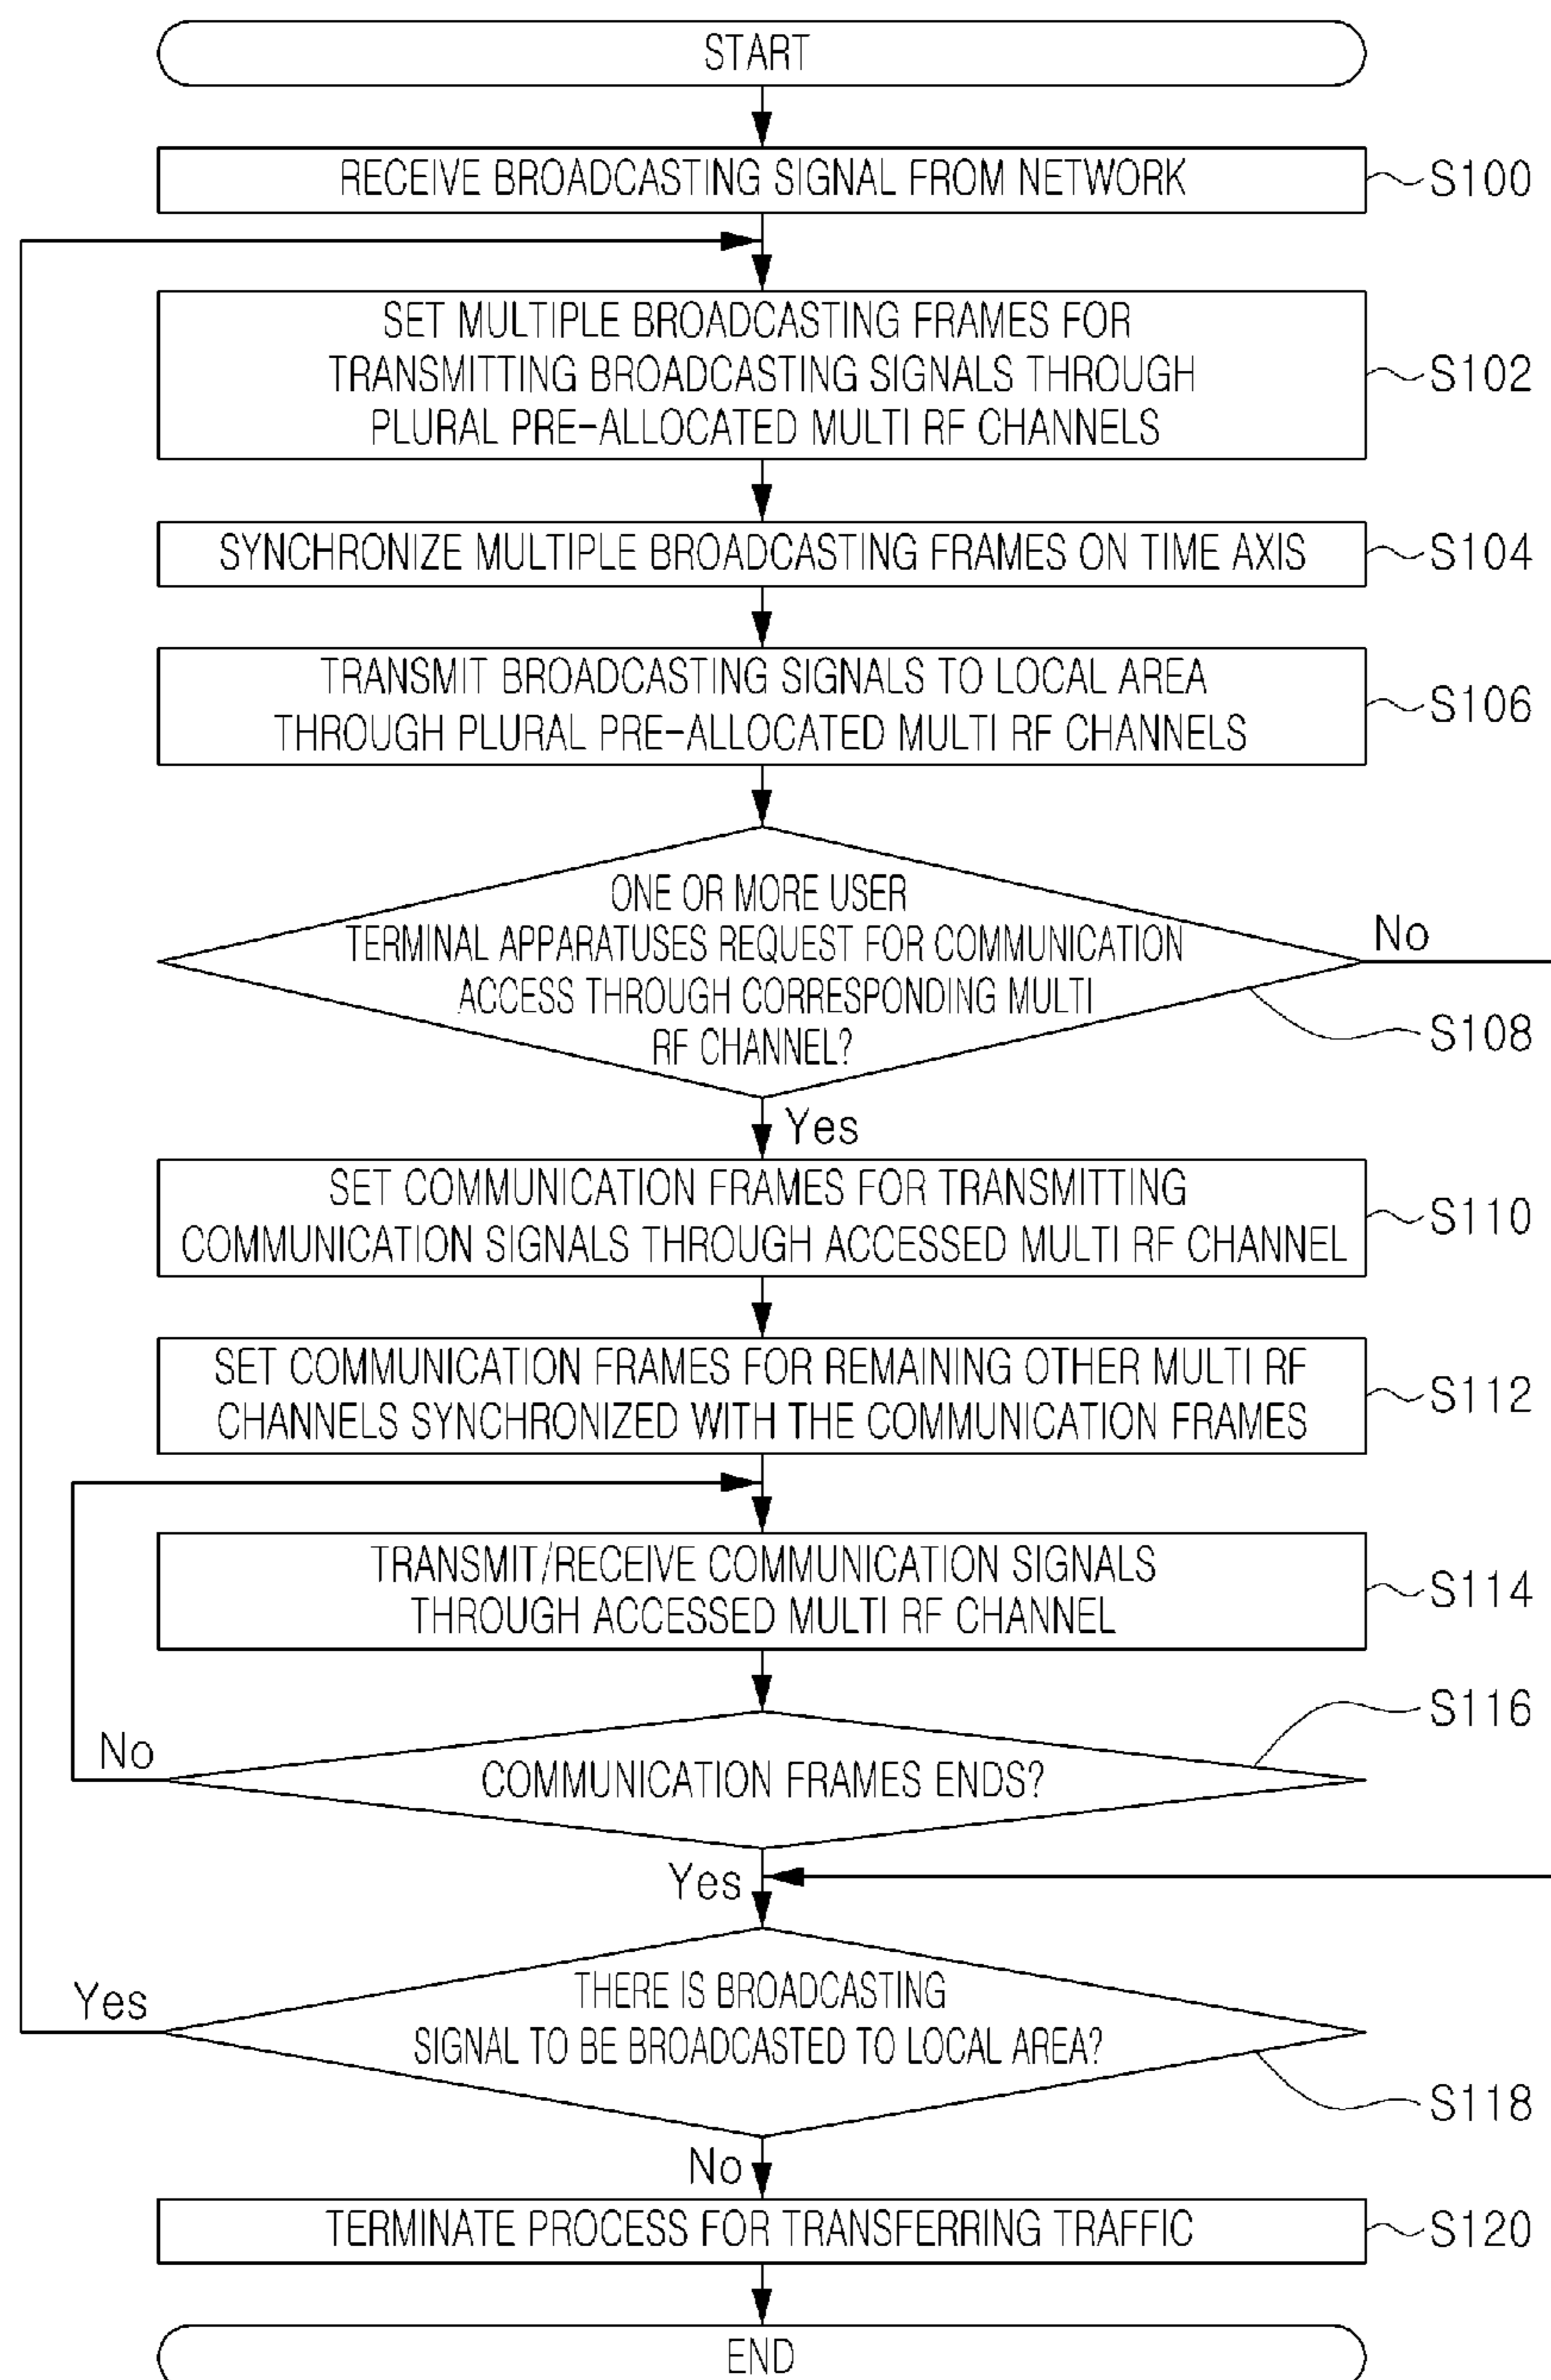 START
RECEIVE BROADCASTING SIGNAL FROM NETWORK
S100
SET MULTIPLE BROADCASTING FRAMES FOR
TRANSMITTING BROADCASTING SIGNALS THROUGH
PLURAL PRE-ALLOCATED MULTI RF CHANNELS
S102
SYNCHRONIZE MULTIPLE BROADCASTING FRAMES ON TIME AXIS
S104
TRANSMIT BROADCASTING SIGNALS TO LOCAL AREA
THROUGH PLURAL PRE-ALLOCATED MULTI RF CHANNELS
S106
ONE OR MORE USER
TERMINAL APPARATUSES REQUEST FOR COMMUNICATION
ACCESS THROUGH CORRESPONDING MULTI
RF CHANNEL?
No
S108
Yes
SET COMMUNICATION FRAMES FOR TRANSMITTING
COMMUNICATION SIGNALS THROUGH ACCESSED MULTI RF CHANNEL
S110
SET COMMUNICATION FRAMES FOR REMAINING OTHER MULTI RF
CHANNELS SYNCHRONIZED WITH THE COMMUNICATION FRAMES
S112
TRANSMIT/RECEIVE COMMUNICATION SIGNALS
THROUGH ACCESSED MULTI RF CHANNEL
S114
S116
No
COMMUNICATION FRAMES ENDS?
Yes
Yes
THERE IS BROADCASTING
SIGNAL TO BE BROADCASTED TO LOCAL AREA?
S118
No
TERMINATE PROCESS FOR TRANSFERRING TRAFFIC
S120
END